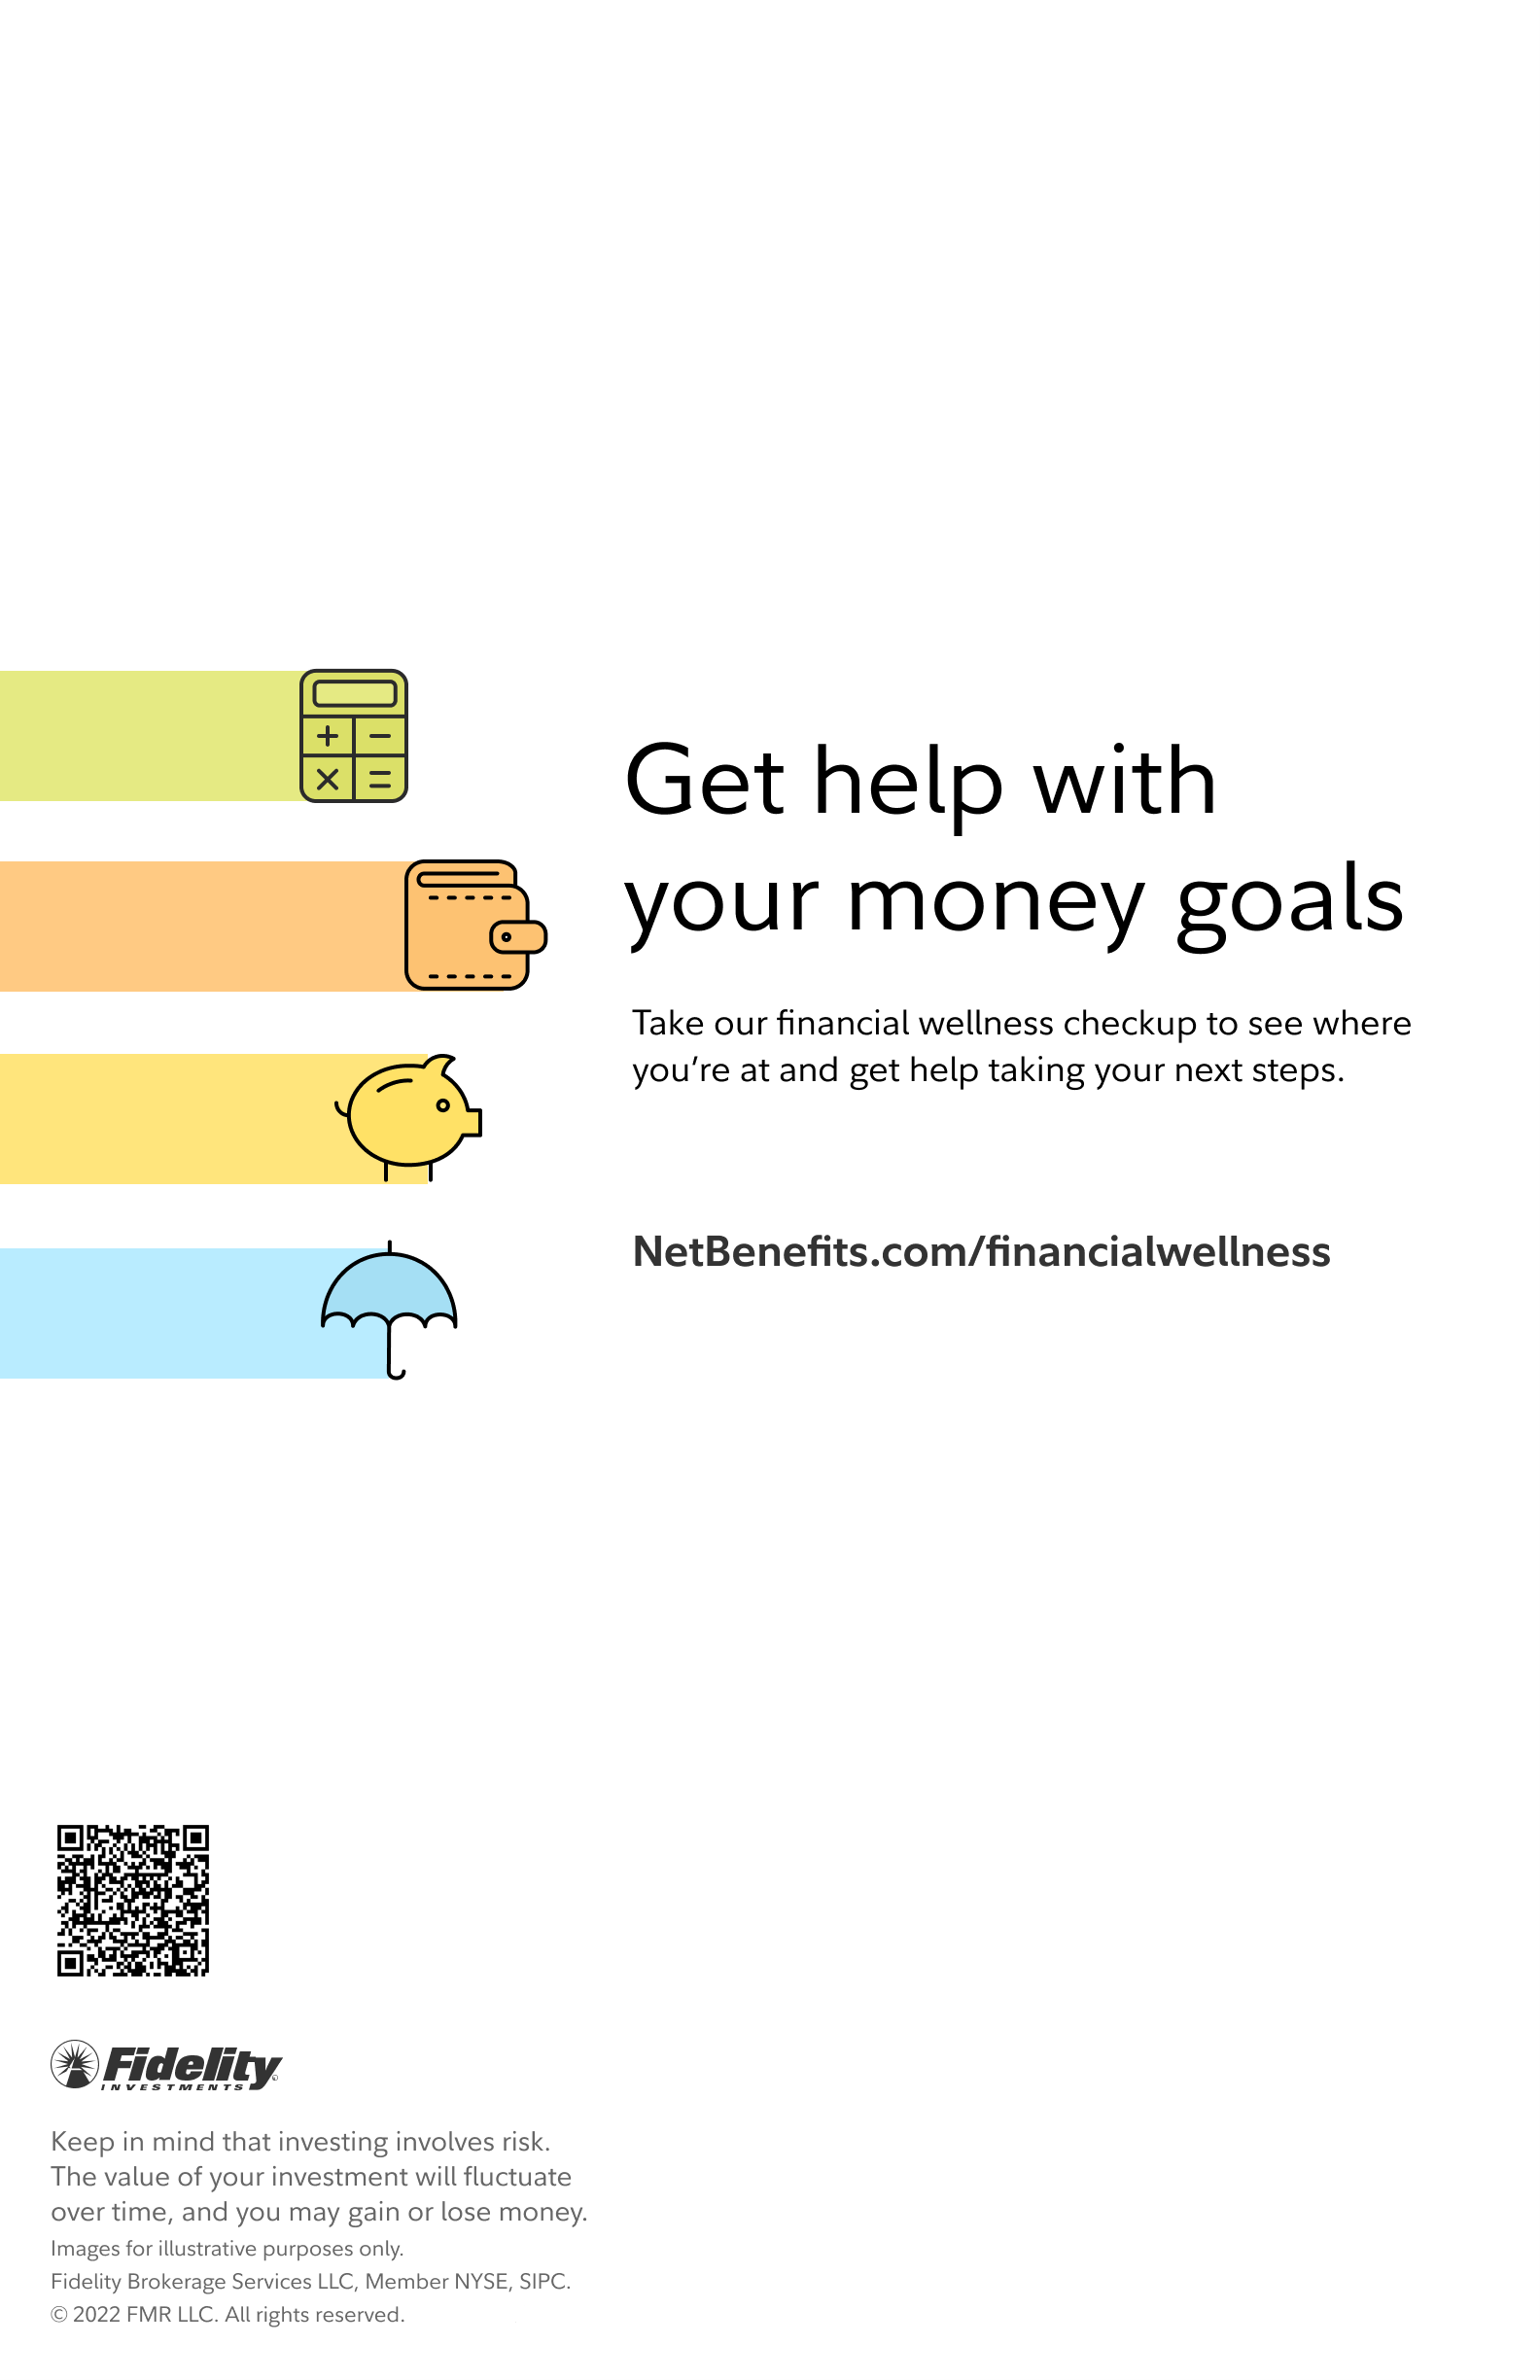 Get help with
your money goals
Take our financial wellness checkup to see where
you’re at and get help taking your next steps.
NetBenefits.com/financialwellness
Fidelity
INVESTMENTS
Keep in mind that investing involves risk.
The value of your investment will fluctuate
over time, and you may gain or lose money.
Images for illustrative purposes only.
Fidelity Brokerage Services LLC, Member NYSE, SIPC.
© 2022 FMR LLC. All rights reserved.